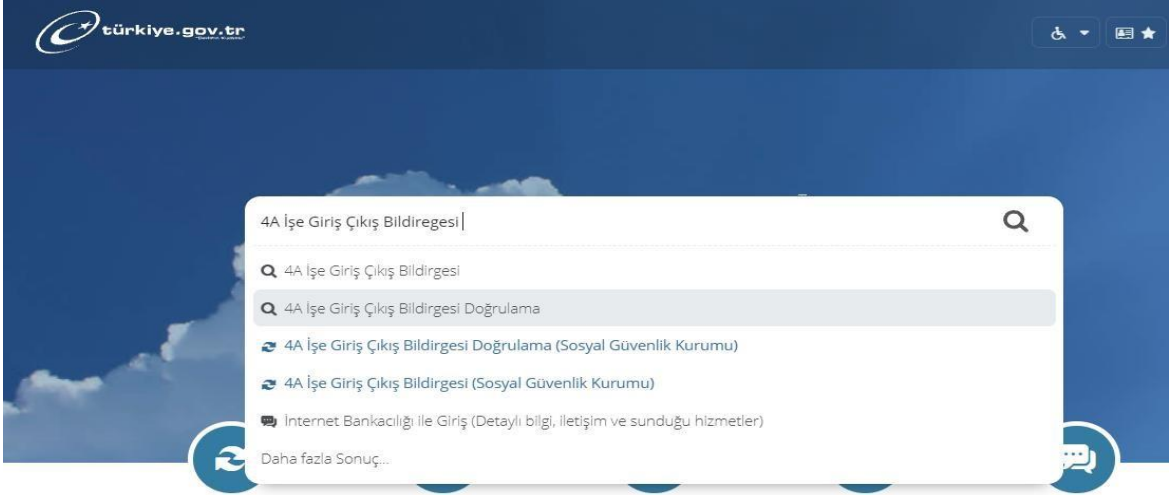 türkiye.gov.tr
4A İşe Giriş Çıkış Bildiregesi
4A İşe Giriş Çıkış Bildirgesi
4A İşe Giriş Çıkış Bildirgesi Doğrulama
4A İşe Giriş Çıkış Bildirgesi Doğrulama (Sosyal Güvenlik Kurumu)
4A İşe Giriş Çıkış Bildirgesi (Sosyal Güvenlik Kurumu)
İnternet Bankacılığı ile Giriş (Detaylı bilgi, iletişim ve sunduğu hizmetler)
Daha fazla Sonuç...